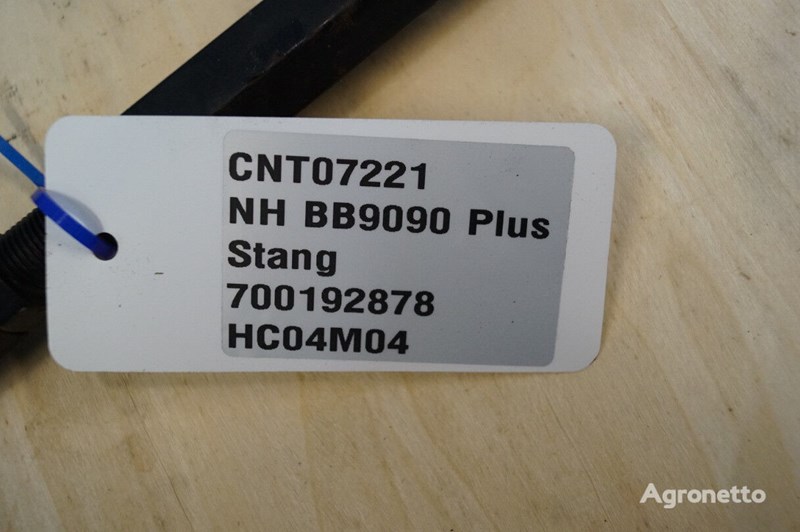 CNT07221
NH BB9090 Plus
Stang
700192878
HC04M04
Agronetto